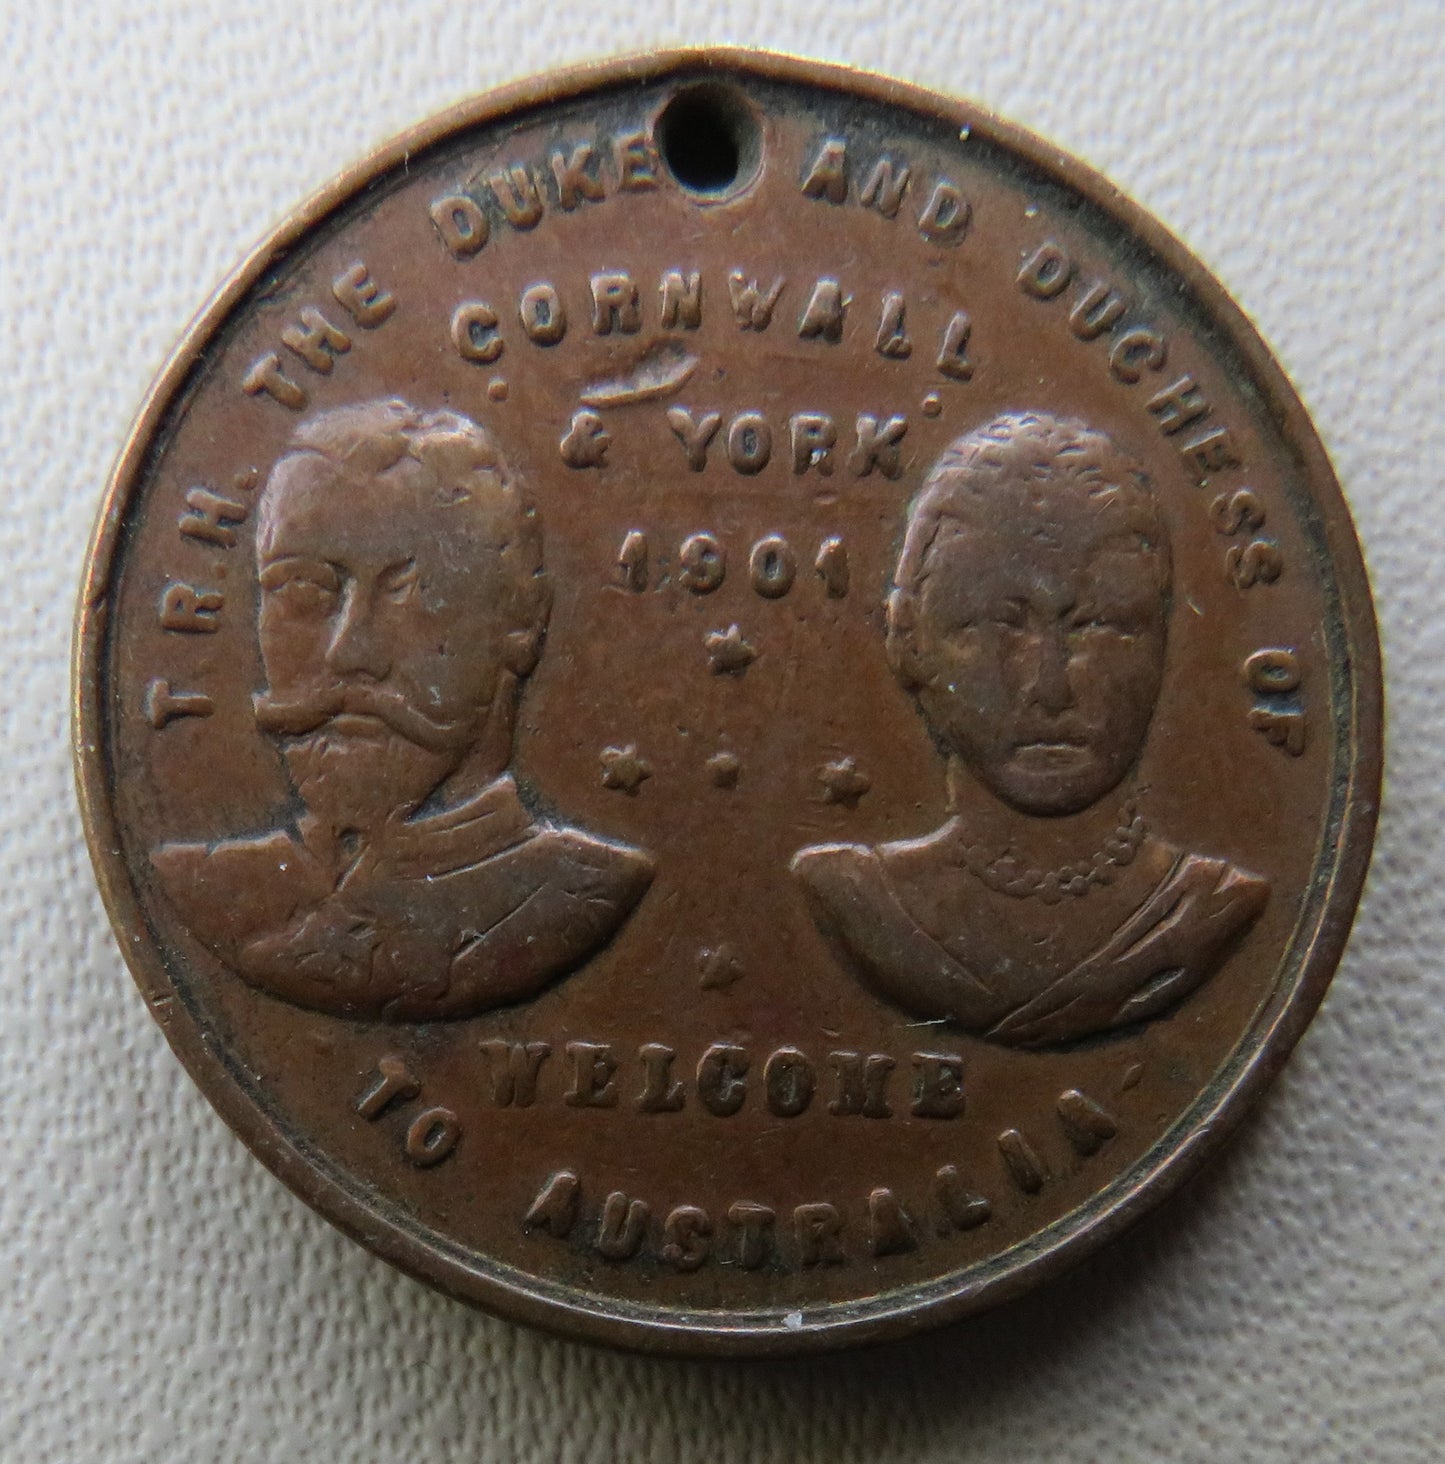 T.R.H. THE DUKE AND DUCHESS OF
CORNWALL
& YORK
1901
WELCOME
TO AUSTRALIA